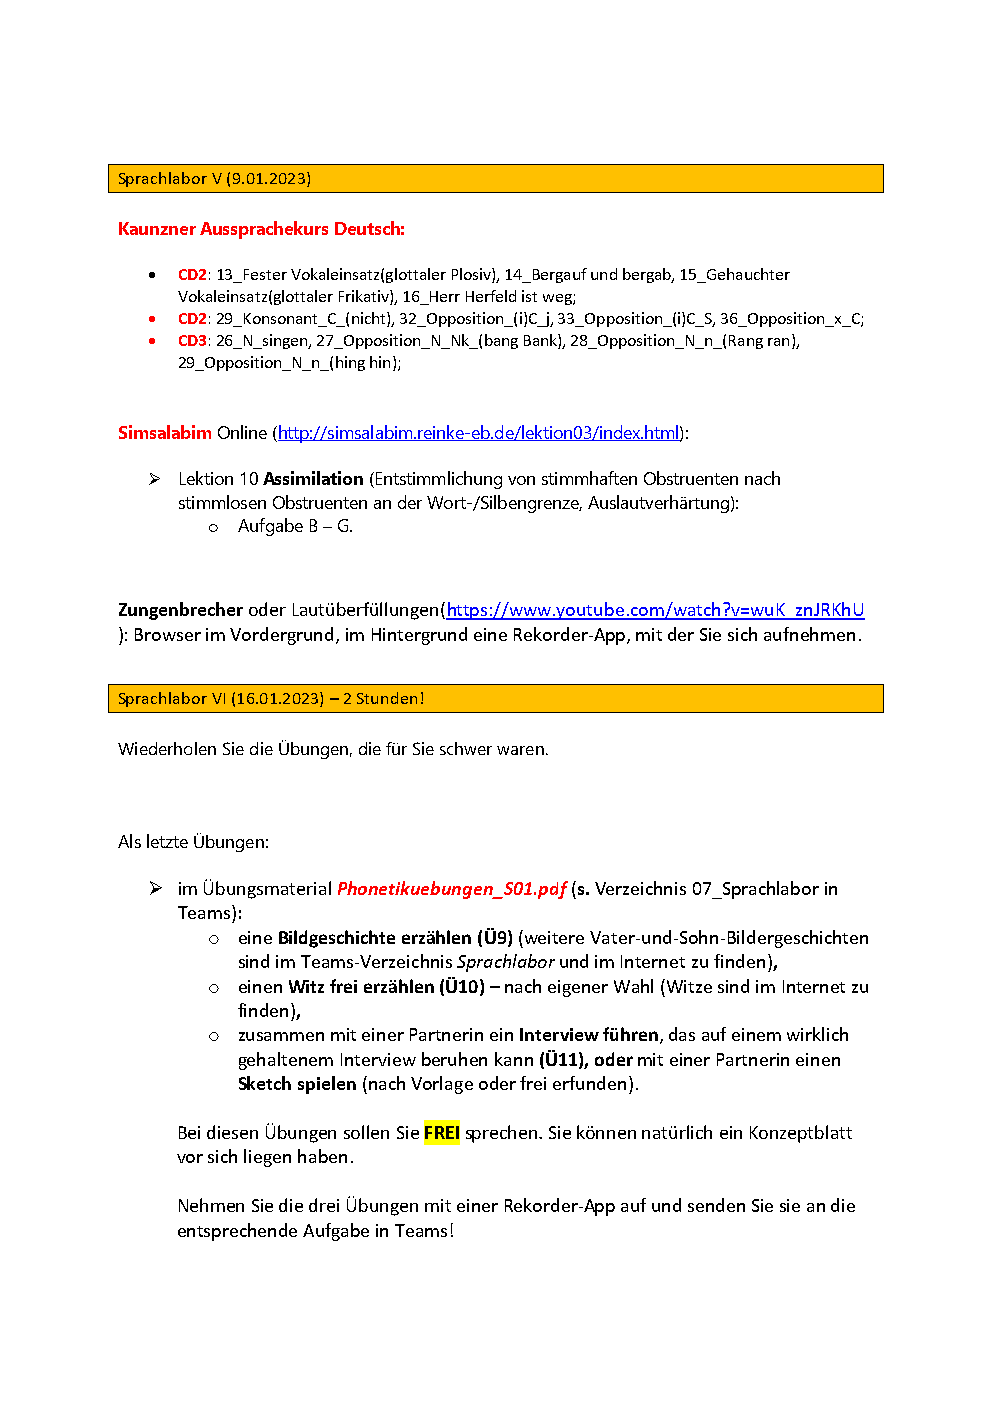 Sprachlabor V (9.01.2023)
Kaunzner Aussprachekurs Deutsch:
• CD2: 13_Fester Vokaleinsatz(glottaler Plosiv), 14_Bergauf und bergab, 15_Gehauchter
Vokaleinsatz(glottaler Frikativ), 16_Herr Herfeld ist weg;
• CD2: 29_Konsonant_C_(nicht), 32_Opposition_(i)C_j, 33_Opposition_(i)C_S, 36_Opposition_x_C;
• CD3: 26_N_singen, 27_Opposition_N_Nk_(bang Bank), 28_Opposition_N_n_(Rang ran),
29_Opposition_N_n_(hing hin);
Simsalabim Online (http://simsalabim.reinke-eb.de/lektion03/index.html):
➢ Lektion 10 Assimilation (Entstimmlichung von stimmhaften Obstruenten nach
stimmlosen Obstruenten an der Wort-/Silbengrenze, Auslautverhärtung):
o Aufgabe B – G.
Zungenbrecher oder Lautüberfüllungen(https://www.youtube.com/watch?v=wuK_znJRKhU
): Browser im Vordergrund, im Hintergrund eine Rekorder-App, mit der Sie sich aufnehmen.
Sprachlabor VI (16.01.2023) – 2 Stunden!
Wiederholen Sie die Übungen, die für Sie schwer waren.
Als letzte Übungen:
➢ im Übungsmaterial Phonetikuebungen_S01.pdf (s. Verzeichnis 07_Sprachlabor in
Teams):
o eine Bildgeschichte erzählen (Ü9) (weitere Vater-und-Sohn-Bildergeschichten
sind im Teams-Verzeichnis Sprachlabor und im Internet zu finden),
o einen Witz frei erzählen (Ü10) – nach eigener Wahl (Witze sind im Internet zu
finden),
o zusammen mit einer Partnerin ein Interview führen, das auf einem wirklich
gehaltenem Interview beruhen kann (Ü11), oder mit einer Partnerin einen
Sketch spielen (nach Vorlage oder frei erfunden).
Bei diesen Übungen sollen Sie FREI sprechen. Sie können natürlich ein Konzeptblatt
vor sich liegen haben.
Nehmen Sie die drei Übungen mit einer Rekorder-App auf und senden Sie sie an die
entsprechende Aufgabe in Teams!